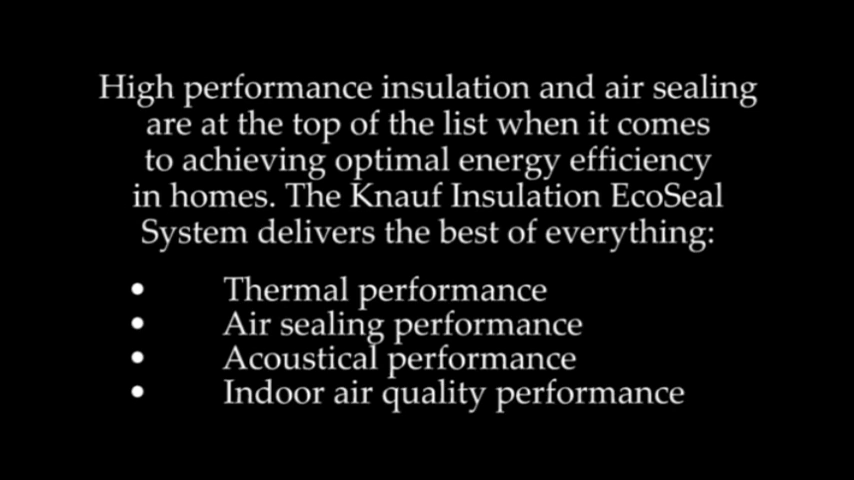 High performance insulation and air sealing
are at the top of the list when it comes
to achieving optimal energy efficiency
in homes. The Knauf Insulation EcoSeal
System delivers the best of everything:
• Thermal performance
• Air sealing performance
• Acoustical performance
• Indoor air quality performance